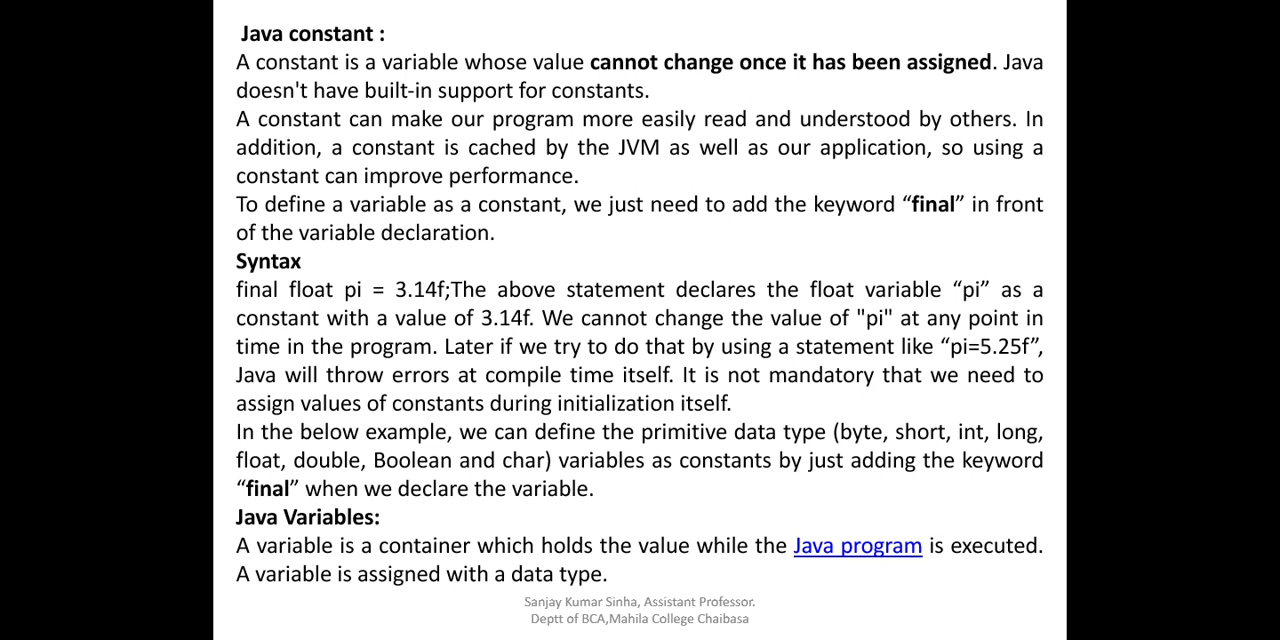 Java constant :
A constant is a variable whose value cannot change once it has been assigned. Java
doesn't have built-in support for constants.
A constant can make our program more easily read and understood by others. In
addition, a constant is cached by the JVM as well as our application, so using a
constant can improve performance.
To define a variable as a constant, we just need to add the keyword “final” in front
of the variable declaration.
Syntax
final float pi = 3.14f;The above statement declares the float variable “pi” as a
constant with a value of 3.14f. We cannot change the value of "pi" at any point in
time in the program. Later if we try to do that by using a statement like “pi=5.25f”,
Java will throw errors at compile time itself. It is not mandatory that we need to
assign values of constants during initialization itself.
In the below example, we can define the primitive data type (byte, short, int, long,
float, double, Boolean and char) variables as constants by just adding the keyword
“final” when we declare the variable.
Java Variables:
A variable is a container which holds the value while the Java program is executed.
A variable is assigned with a data type.
Sanjay Kumar Sinha, Assistant Professor.
Deptt of BCA,Mahila College Chaibasa